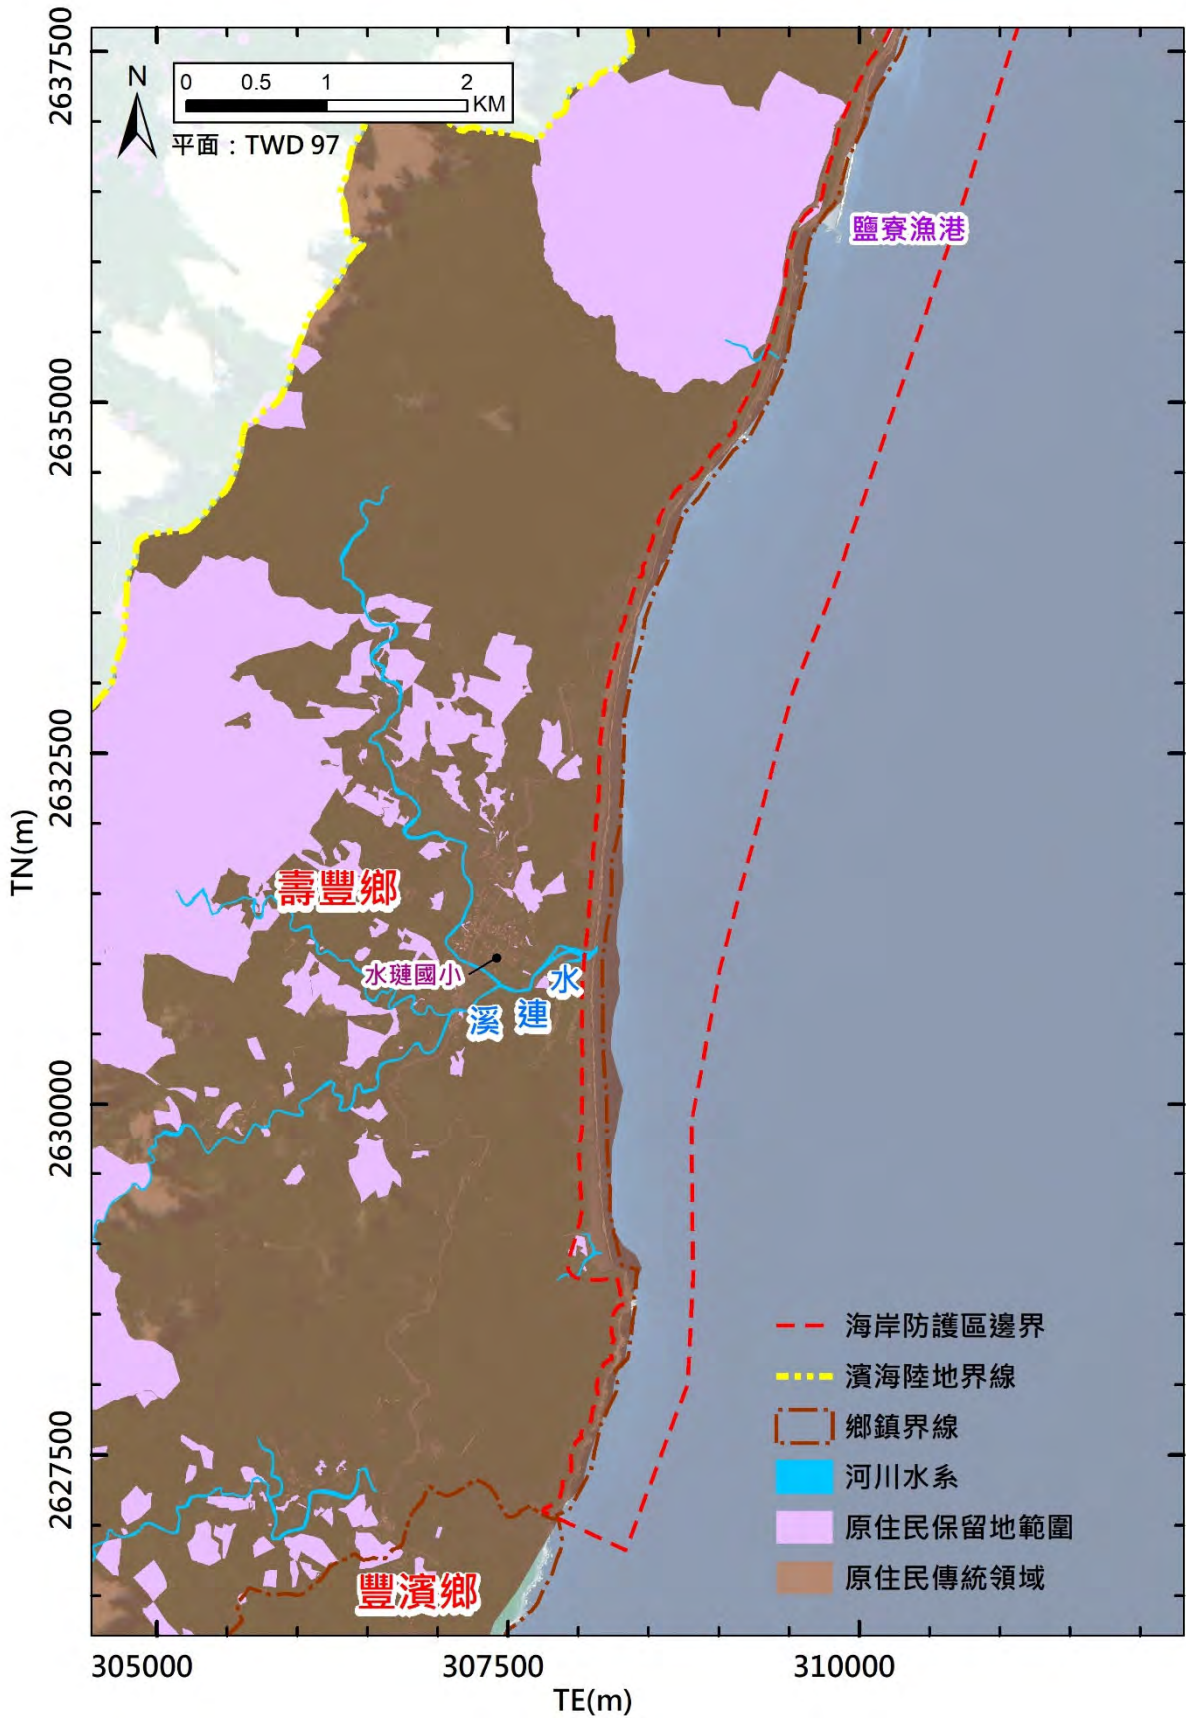 N
0 0.5 1 2
KM
平面：TWD 97
鹽寮漁港
壽豐鄉
水璉國小
水
連
溪
豐濱鄉
海岸防護區邊界
濱海陸地界線
鄉鎮界線
河川水系
原住民保留地範圍
原住民傳統領域
2637500
2635000
2632500
2630000
2627500
TN(m)
305000 307500 310000
TE(m)